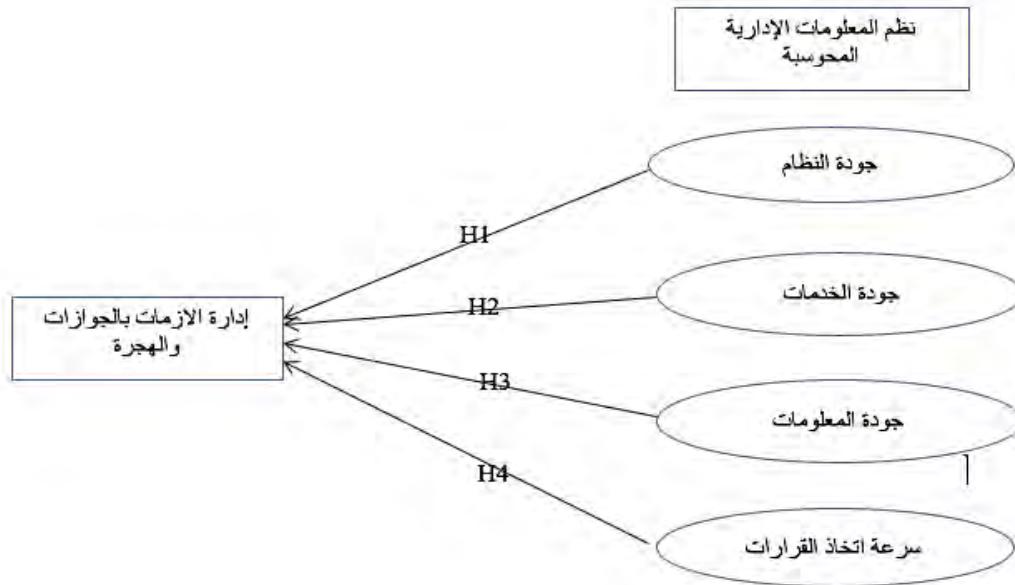 نظم المعلومات الإدارية
المحوسبة
جودة النظام
H1
جودة الخدمات
H2
إدارة الازمات بالجوازات
والهجرة
H3
جودة المعلومات
H4
سرعة اتخاذ القرارات